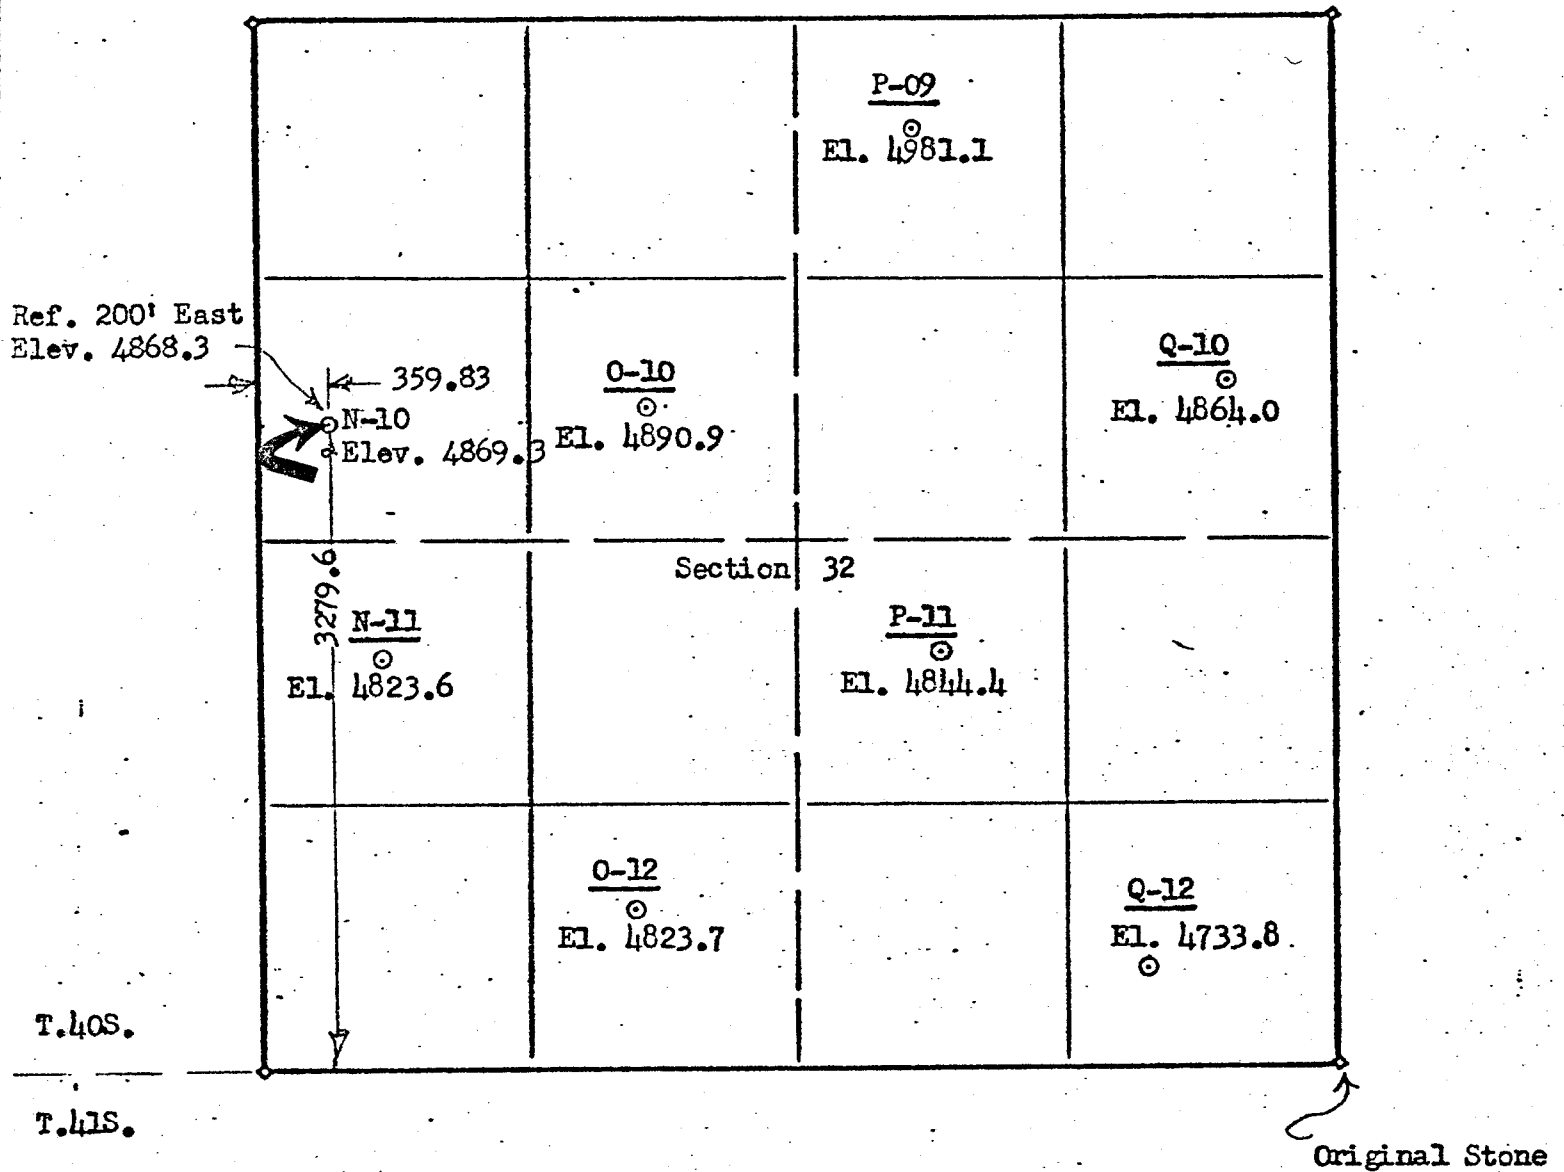 P-09
El. 4981.1
Ref. 200' East
Elev. 4868.3
359.83
N-10
Elev. 4869.3
O-10
El. 4890.9
Q-10
El. 4864.0
Section 32
3279.6
N-11
El. 4823.6
P-11
El. 4844.4
O-12
El. 4823.7
Q-12
El. 4733.8
T.40S.
T.41S.
Original Stone